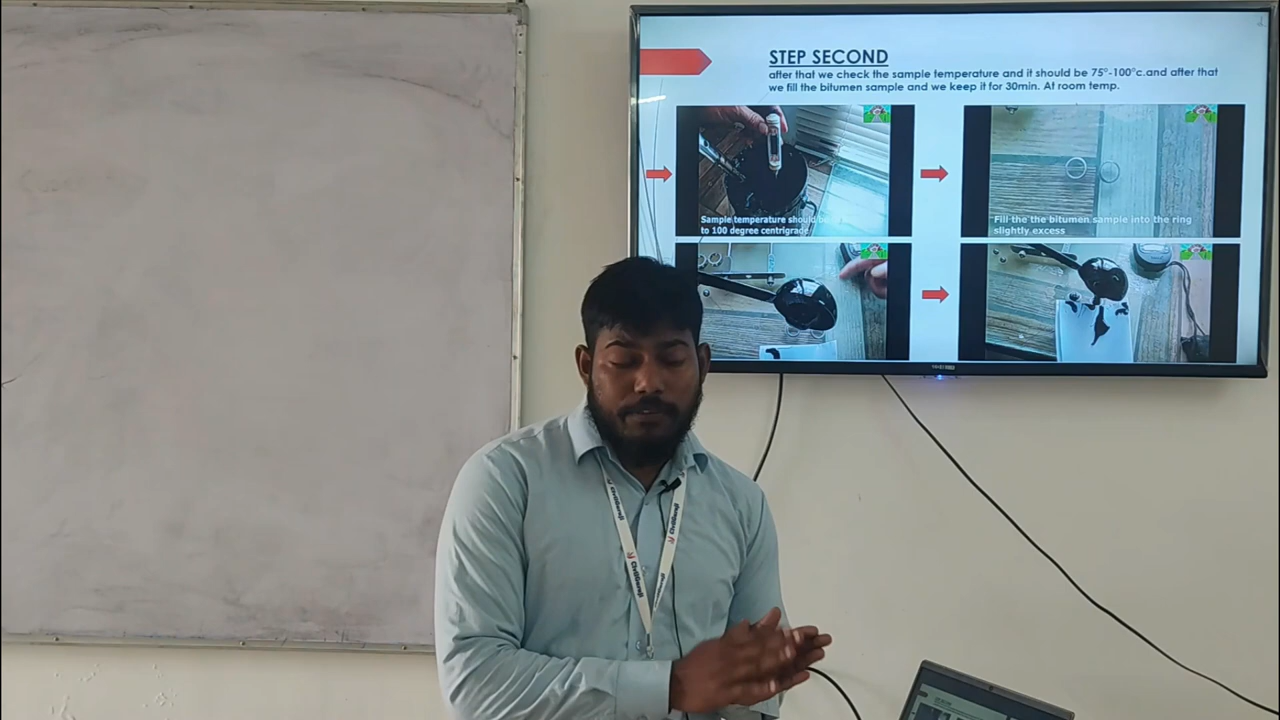 STEP SECOND
after that we check the sample temperature and it should be 75°-100°c.and after that
we fill the bitumen sample and we keep it for 30min. At room temp.
Sample temperature should
to 100 degree centrigrade
Fill the the bitumen sample into the ring
slightly excess